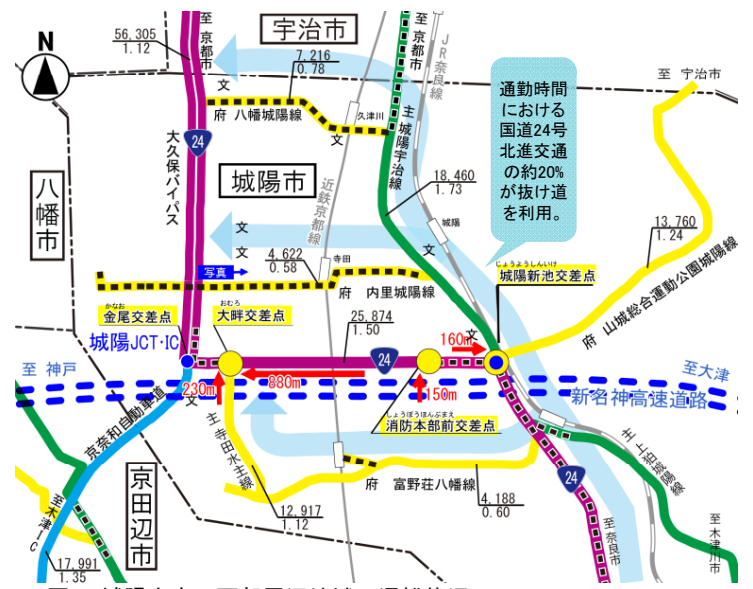 至 京都市
56,305
1.12
宇治市
7,216
0.78
至 京都市
JR奈良線
至 宇治市
N
文
府 八幡城陽線
久津川
文
主 城陽宇治線
通勤時間
における
国道24号
北進交通
の約20%
が抜け道
を利用。
24
大久保バイパス
城陽市
八幡市
近鉄京都線
18,460
1.73
13,760
1.24
城陽
文
文
文
4,622
0.58
寺田
写真
府 内里城陽線
文
じょうようしんいけ
城陽新池交差点
府 山城総合運動公園城陽線
かなお
金尾交差点
おむろ
大畔交差点
25,874
1.50
160m
城陽JCT・IC
24
至 神戸
至大津
230m
880m
150m
新名神高速道路
文
京奈和自動車道
しょうぼうほんぶまえ
消防本部前交差点
主 寺田水主線
主 上狛城陽線
京田辺市
至木津IC
12,917
1.12
府 富野荘八幡線
4,188
0.60
24
至 奈良市
至 木津川市
17,991
1.35